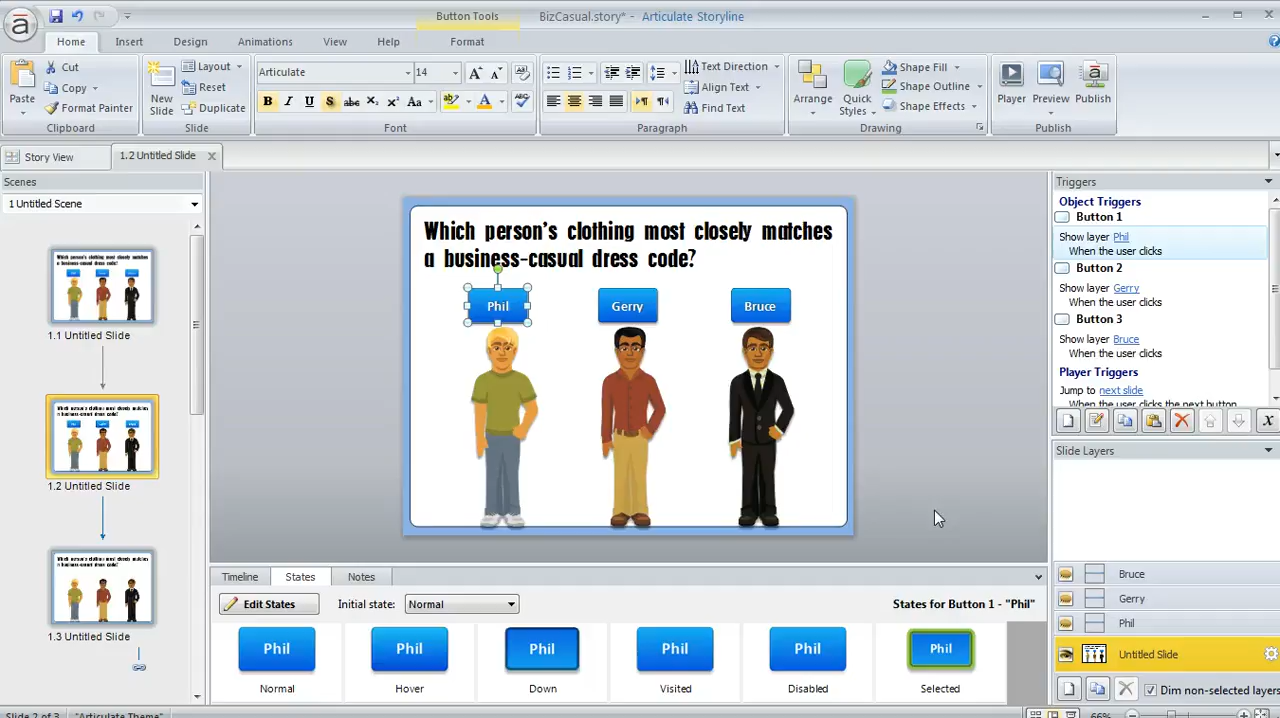 Button Tools
BizCasual.story* - Articulate Storyline
Home Insert Design Animations View Help Format
Paste
Cut
Copy
Format Painter
Clipboard
New Slide
Layout
Reset
Duplicate
Slide
Articulate 14
B I U S abc X₂ X² Aa A
Font
Text Direction
Align Text
Find Text
Paragraph
Arrange
Quick Styles
Shape Fill
Shape Outline
Shape Effects
Drawing
Player Preview Publish
Publish
Story View
1.2 Untitled Slide
Scenes
1 Untitled Scene
1.1 Untitled Slide
1.2 Untitled Slide
1.3 Untitled Slide
Which person's clothing most closely matches
a business-casual dress code?
Phil Gerry Bruce
Timeline States Notes
Edit States Initial state: Normal States for Button 1 - "Phil"
Phil Phil Phil Phil Phil Phil
Normal Hover Down Visited Disabled Selected
Triggers
Object Triggers
Button 1
Show layer Phil
When the user clicks
Button 2
Show layer Gerry
When the user clicks
Button 3
Show layer Bruce
When the user clicks
Player Triggers
Jump to next slide
When the user clicks the next button
Slide Layers
Bruce
Gerry
Phil
Untitled Slide
Dim non-selected layers
Slide 2 of 3 "Articulate Theme" 66%